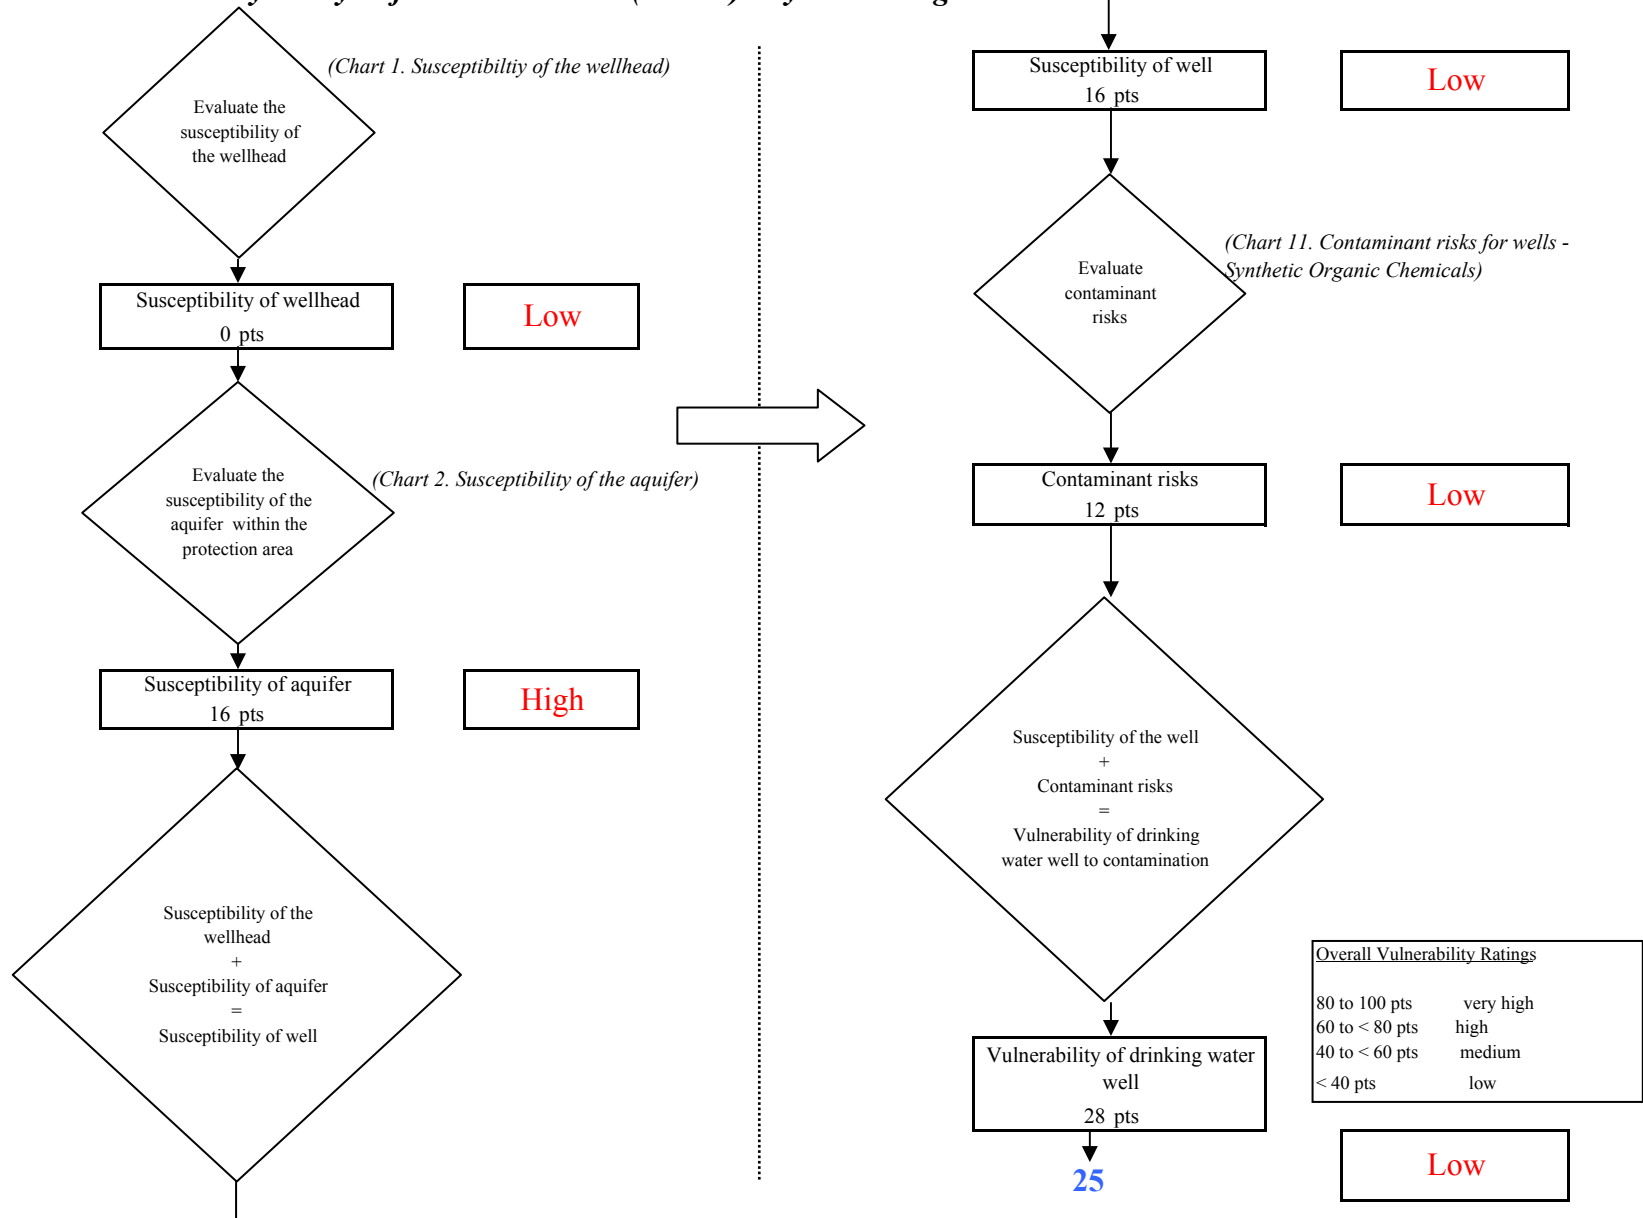 (Chart 1. Susceptibiltiy of the wellhead)
Evaluate the
susceptibility of
the wellhead
Susceptibility of wellhead
0 pts
Low
Evaluate the
susceptibility of the
aquifer within the
protection area
(Chart 2. Susceptibility of the aquifer)
Susceptibility of aquifer
16 pts
High
Susceptibility of the
wellhead
+
Susceptibility of aquifer
=
Susceptibility of well
Susceptibility of well
16 pts
Low
Evaluate
contaminant
risks
(Chart 11. Contaminant risks for wells -
Synthetic Organic Chemicals)
Contaminant risks
12 pts
Low
Susceptibility of the well
+
Contaminant risks
=
Vulnerability of drinking
water well to contamination
Overall Vulnerability Ratings
80 to 100 pts very high
60 to < 80 pts high
40 to < 60 pts medium
< 40 pts low
Vulnerability of drinking water
well
28 pts
25
Low